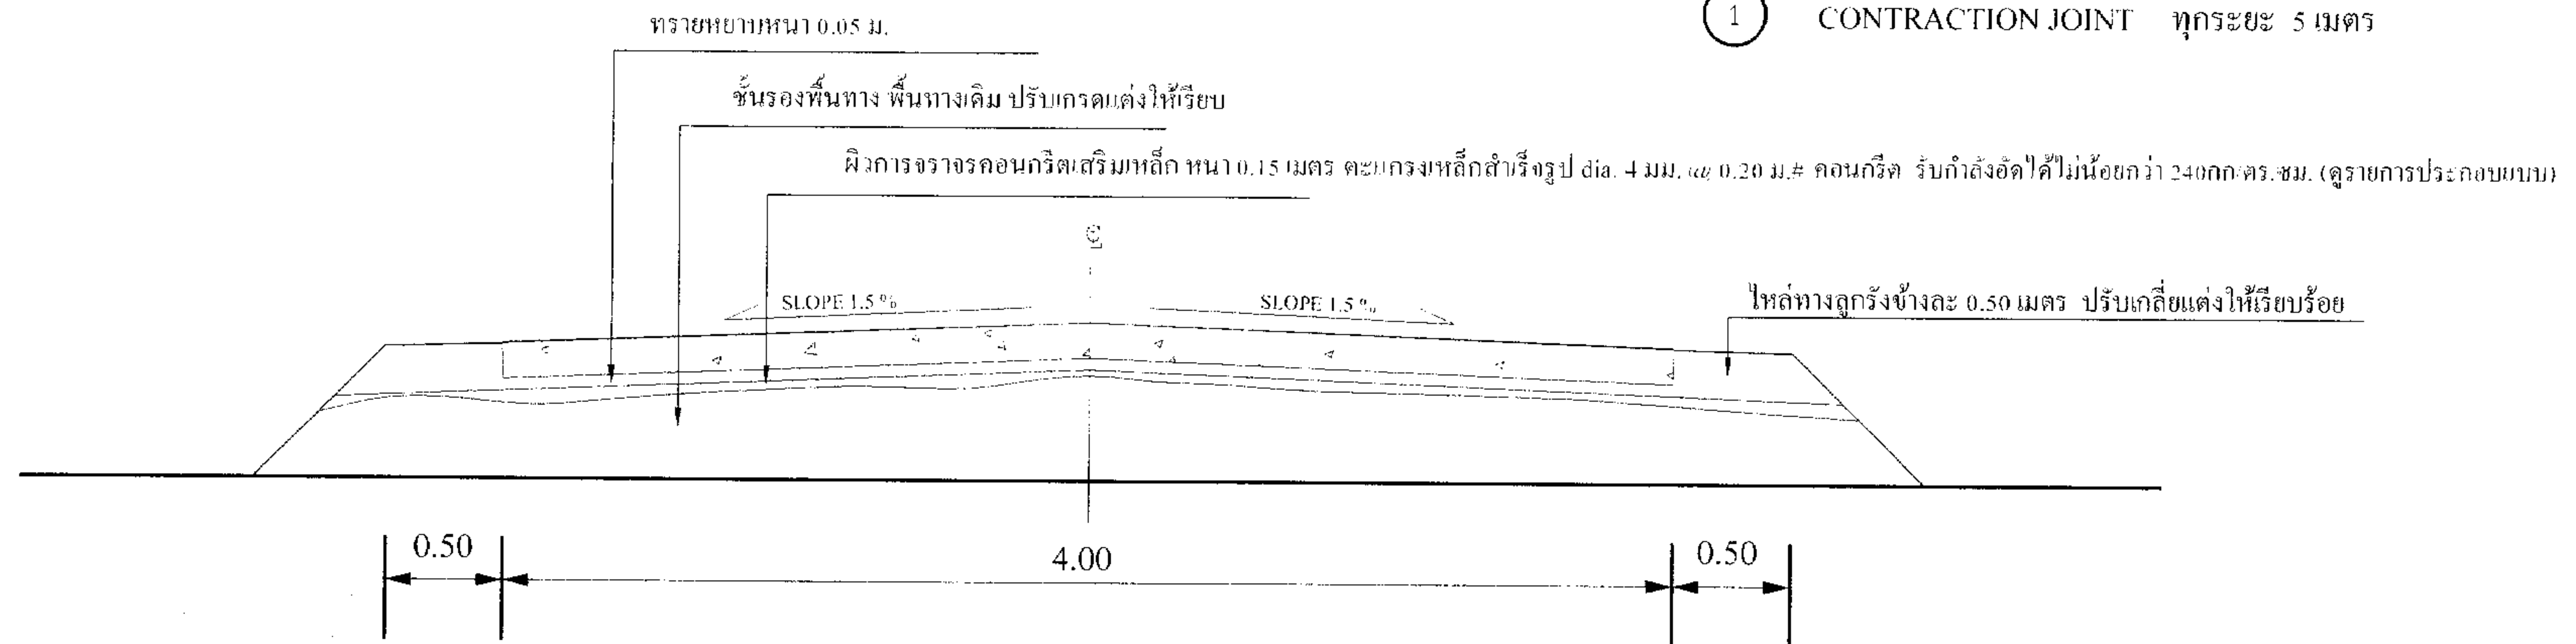 ทรายหยาบหนา 0.05 ม.
1 CONTRACTION JOINT ทุกระยะ 5 เมตร
ชั้นรองพื้นทาง พื้นทางเดิม ปรับเกรดแต่งให้เรียบ
ผิวการจราจรคอนกรีตเสริมเหล็ก หนา 0.15 เมตร ตะแกรงเหล็กสำเร็จรูป dia. 4 มม. @ 0.20 ม.# คอนกรีต รับกำลังอัดได้ไม่น้อยกว่า 240กก/ตร.ซม. (ดูรายการประกอบแบบ)
SLOPE 1.5 % SLOPE 1.5 %
ไหล่ทางลูกรังข้างละ 0.50 เมตร ปรับเกลี่ยแต่งให้เรียบร้อย
0.50 4.00 0.50